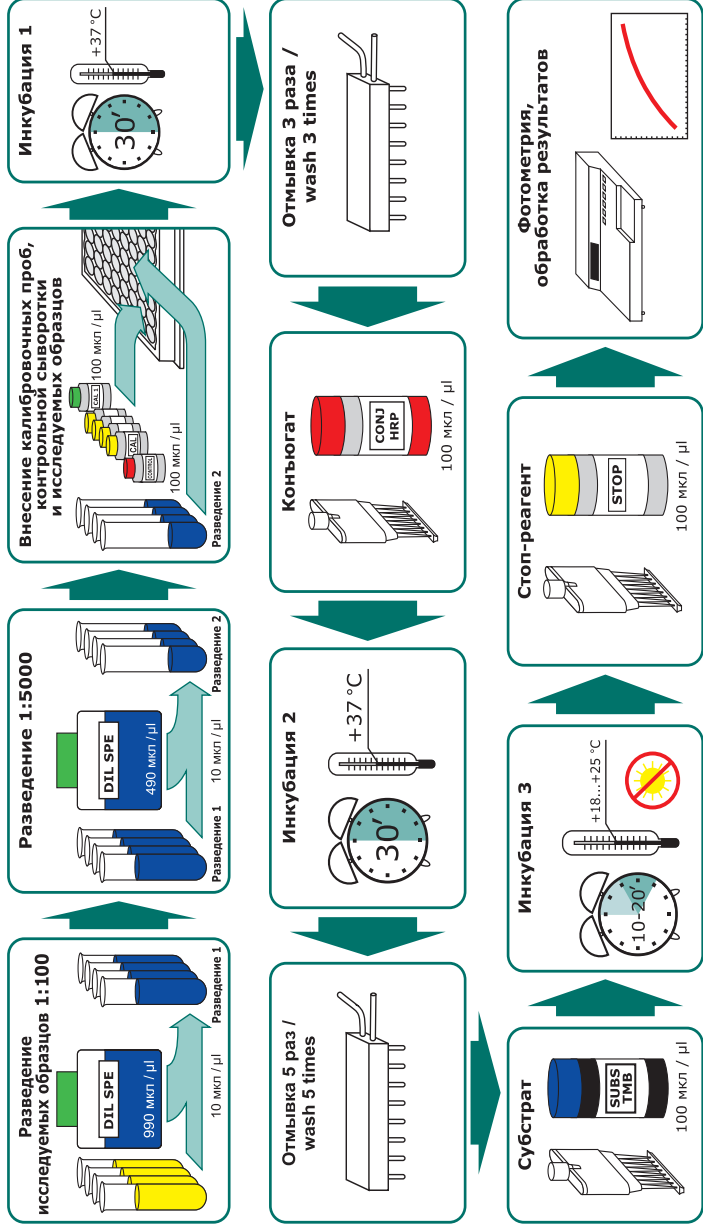 Разведение
исследуемых образцов 1:100
DIL SPE
990 мкл / µl
10 мкл / µl
Разведение 1
Разведение 1:5000
DIL SPE
490 мкл / µl
10 мкл / µl
Разведение 1
Разведение 2
Внесение калибровочных проб,
контрольной сыворотки
и исследуемых образцов
CAL 1
CAL
CONTROL
100 мкл / µl
100 мкл / µl
Разведение 2
Инкубация 1
30′
+37 °C
Отмывка 3 раза /
wash 3 times
Конъюгат
CONJ
HRP
100 мкл / µl
Инкубация 2
30′
+37 °C
Отмывка 5 раз /
wash 5 times
Субстрат
SUBS
TMB
100 мкл / µl
Инкубация 3
10-20′
+18...+25 °C
Стоп-реагент
STOP
100 мкл / µl
Фотометрия,
обработка результатов